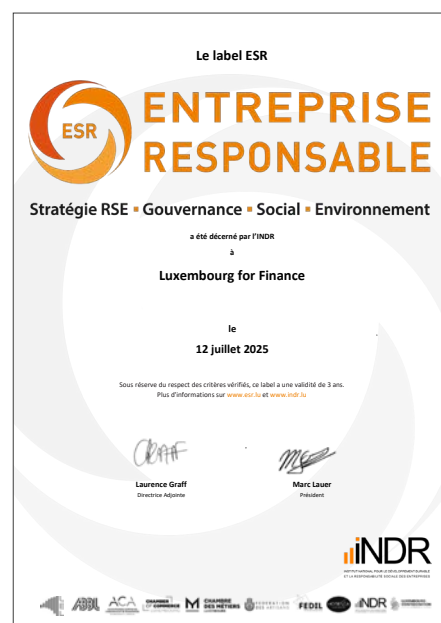 Le label ESR
ESR
ENTREPRISE
RESPONSABLE
Stratégie RSE ▪ Gouvernance ▪ Social ▪ Environnement
a été décerné par l'INDR
à
Luxembourg for Finance
le
12 juillet 2025
Sous réserve du respect des critères vérifiés, ce label a une validité de 3 ans.
Plus d'informations sur www.esr.lu et www.indr.lu
Laurence Graff Marc Lauer
Directrice Adjointe Président
INDR
INSTITUT NATIONAL POUR LE DÉVELOPPEMENT DURABLE
ET LA RESPONSABILITÉ SOCIALE DES ENTREPRISES
ABBL ACA CHAMBER OF COMMERCE CHAMBRE DES MÉTIERS FEDIL INDR